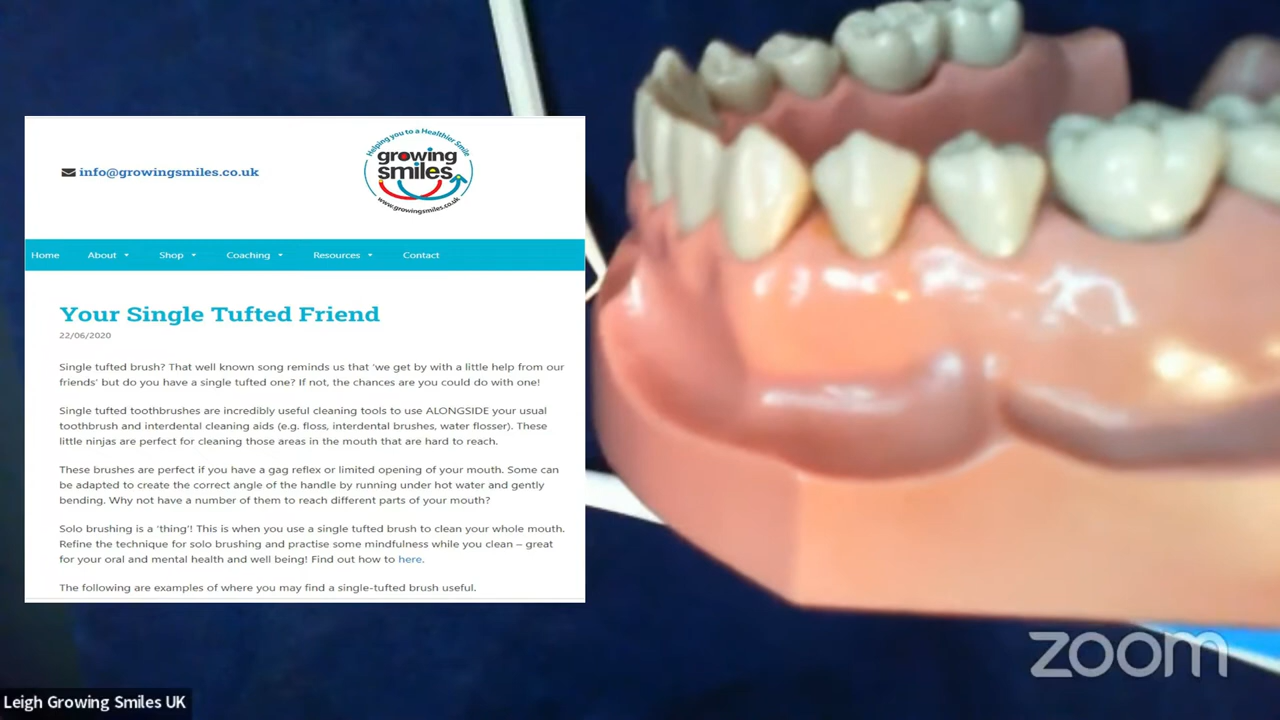 info@growingsmiles.co.uk
Helping you to a Healthier Smile
growing
smiles
www.growingsmiles.co.uk
Home About Shop Coaching Resources Contact
Your Single Tufted Friend
22/06/2020
Single tufted brush? That well known song reminds us that ‘we get by with a little help from our
friends’ but do you have a single tufted one? If not, the chances are you could do with one!
Single tufted toothbrushes are incredibly useful cleaning tools to use ALONGSIDE your usual
toothbrush and interdental cleaning aids (e.g. floss, interdental brushes, water flosser). These
little ninjas are perfect for cleaning those areas in the mouth that are hard to reach.
These brushes are perfect if you have a gag reflex or limited opening of your mouth. Some can
be adapted to create the correct angle of the handle by running under hot water and gently
bending. Why not have a number of them to reach different parts of your mouth?
Solo brushing is a ‘thing’! This is when you use a single tufted brush to clean your whole mouth.
Refine the technique for solo brushing and practise some mindfulness while you clean – great
for your oral and mental health and well being! Find out how to here.
The following are examples of where you may find a single-tufted brush useful.
zoom
Leigh Growing Smiles UK